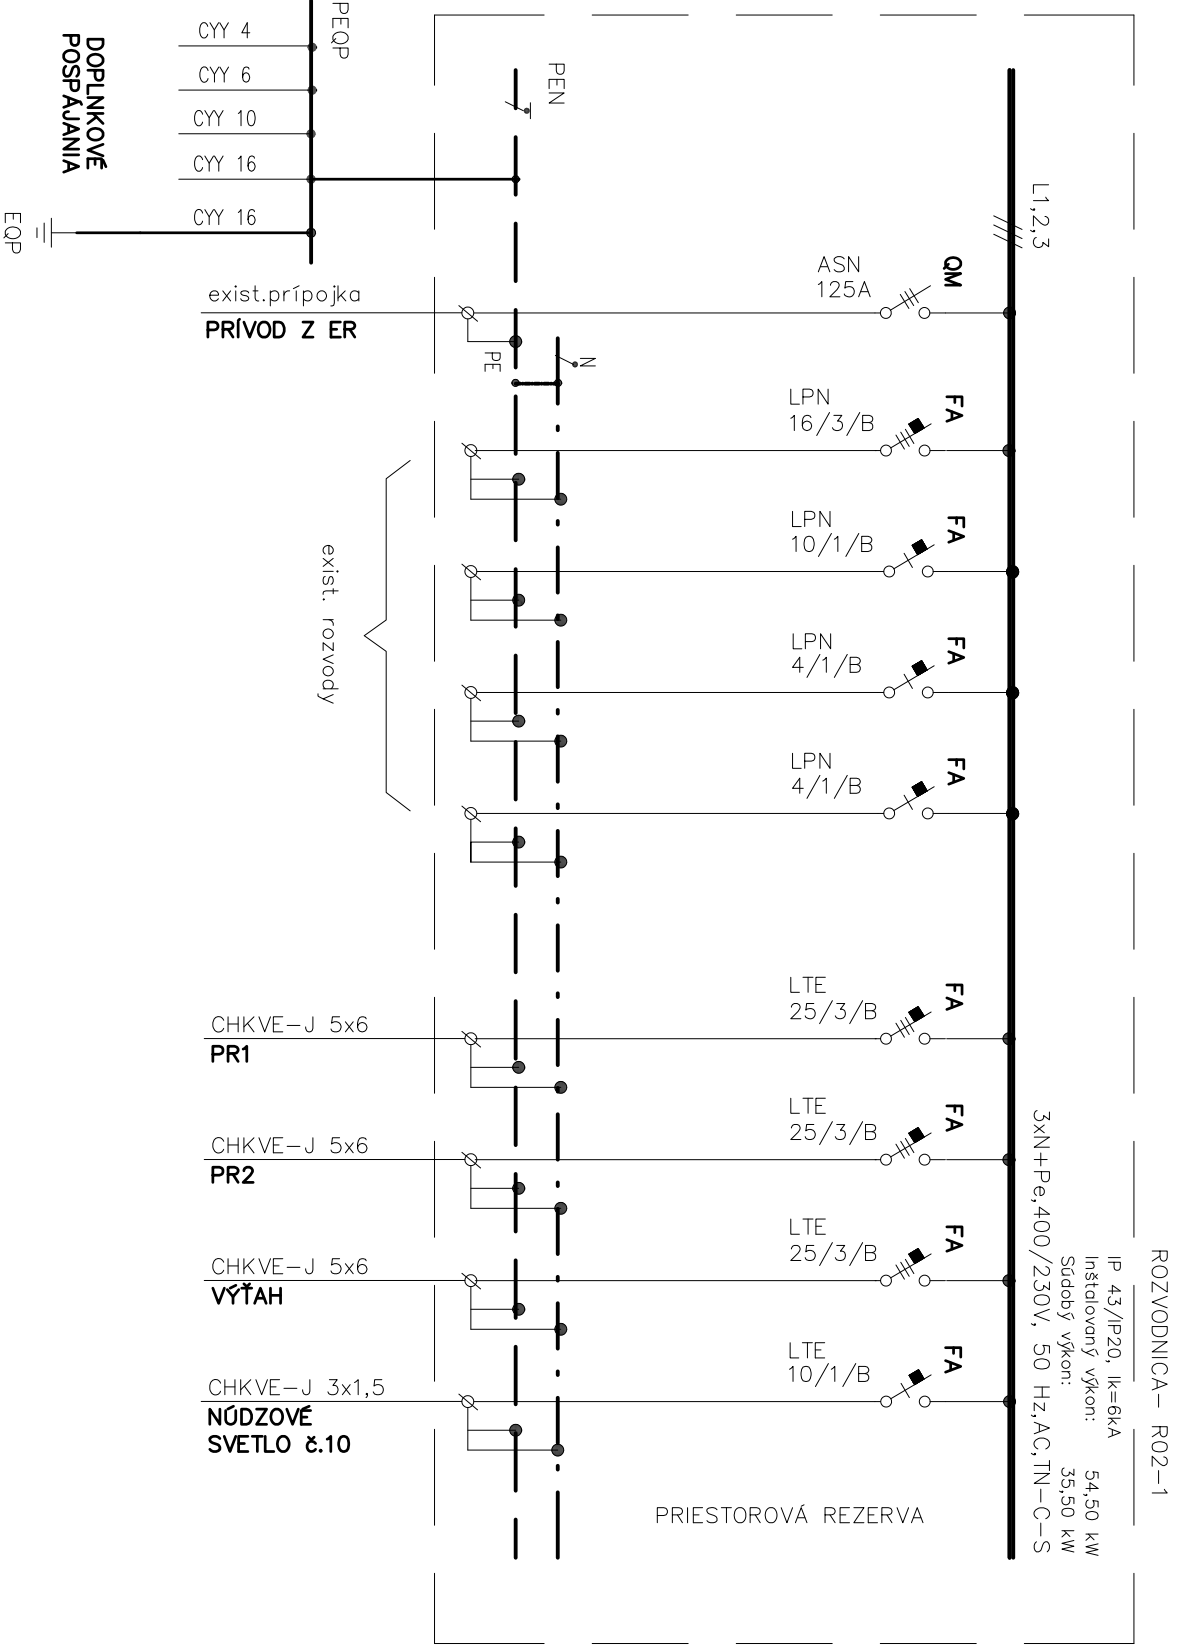 ROZVODNICA- R02-1
IP 43/IP20, Ik=6kA
Inštalovaný výkon: 54,50 kW
Súdobý výkon: 35,50 kW
3xN+Pe,400/230V, 50 Hz,AC,TN-C-S
L1,2,3
PEQP
CYY 4
CYY 6
CYY 10
CYY 16
CYY 16
DOPLNKOVÉ
POSPÁJANIA
EQP
PEN
exist.prípojka
PRÍVOD Z ER
ASN
125A
QM
PE
N
LPN
16/3/B
FA
LPN
10/1/B
FA
LPN
4/1/B
FA
LPN
4/1/B
FA
exist. rozvody
CHKVE-J 5x6
PR1
LTE
25/3/B
FA
CHKVE-J 5x6
PR2
LTE
25/3/B
FA
CHKVE-J 5x6
VÝŤAH
LTE
25/3/B
FA
CHKVE-J 3x1,5
NÚDZOVÉ
SVETLO č.10
LTE
10/1/B
FA
PRIESTOROVÁ REZERVA